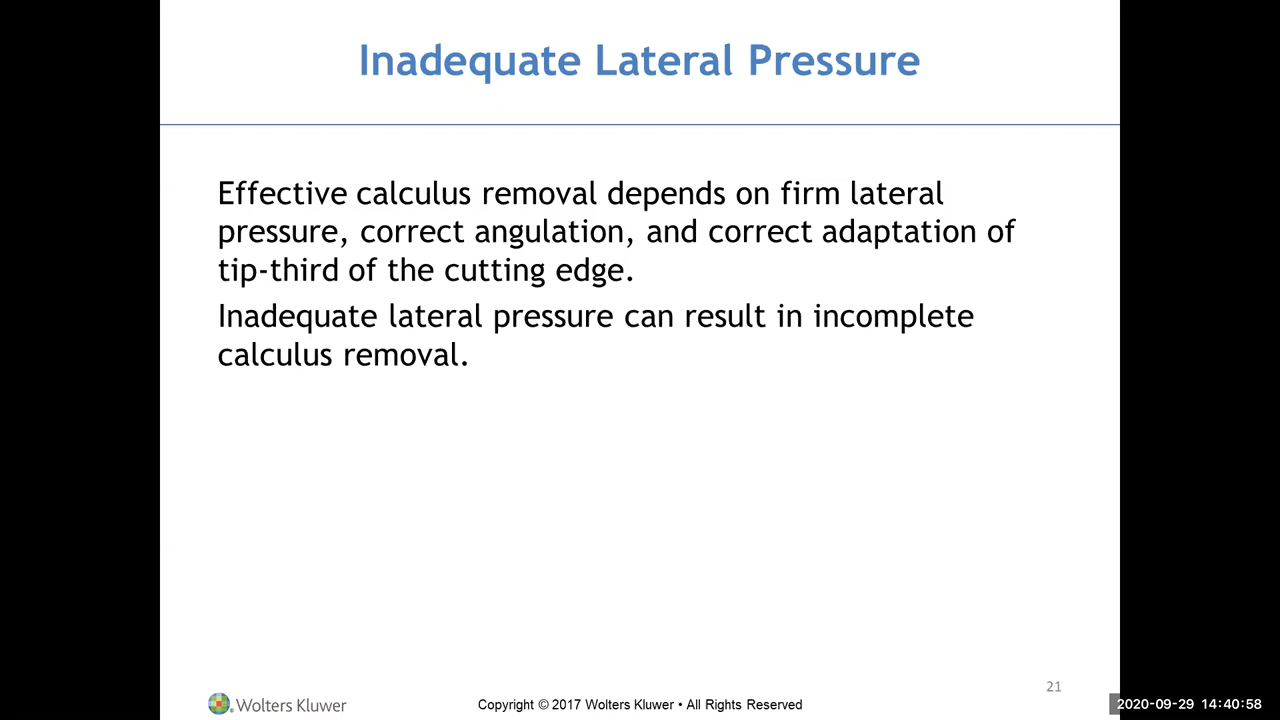 Inadequate Lateral Pressure
Effective calculus removal depends on firm lateral
pressure, correct angulation, and correct adaptation of
tip-third of the cutting edge.
Inadequate lateral pressure can result in incomplete
calculus removal.
21
Wolters Kluwer
Copyright © 2017 Wolters Kluwer • All Rights Reserved
2020-09-29 14:40:58